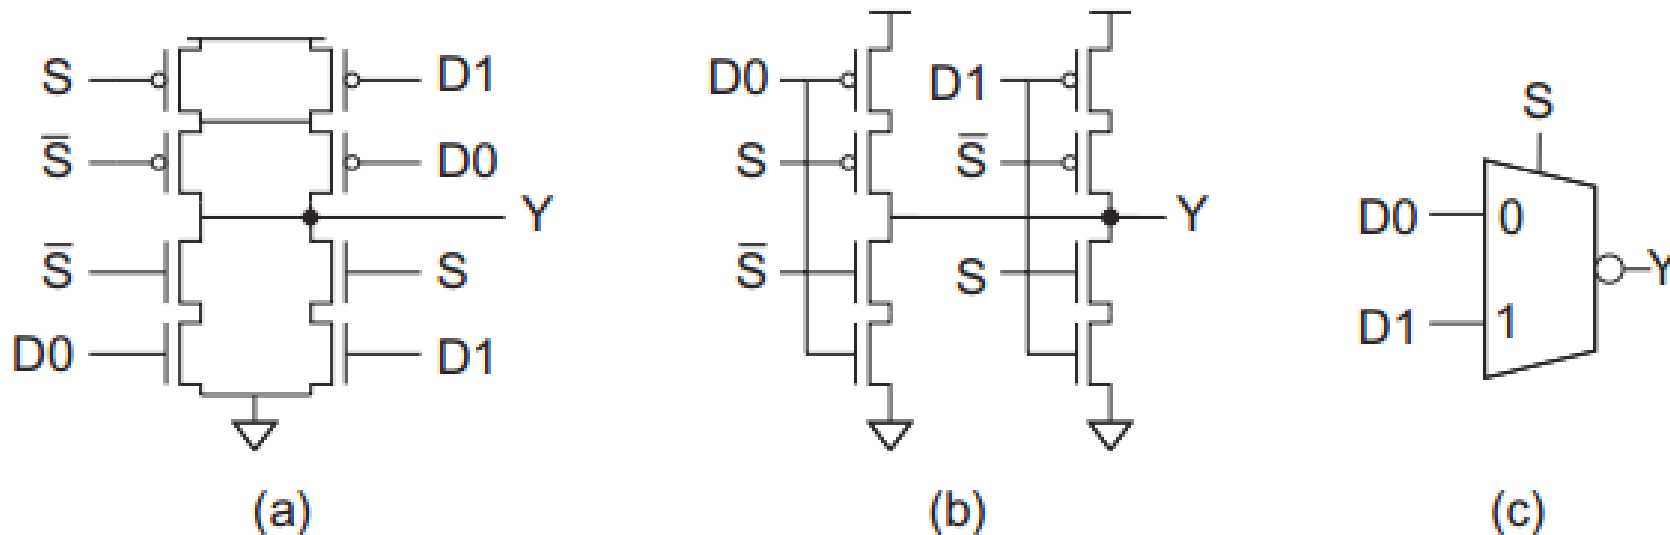 S D1
S̅ D0
Y
S̅ S
D0 D1
(a)
D0 D1
S S̅
Y
S̅ S
(b)
S
D0 0
Y
D1 1
(c)